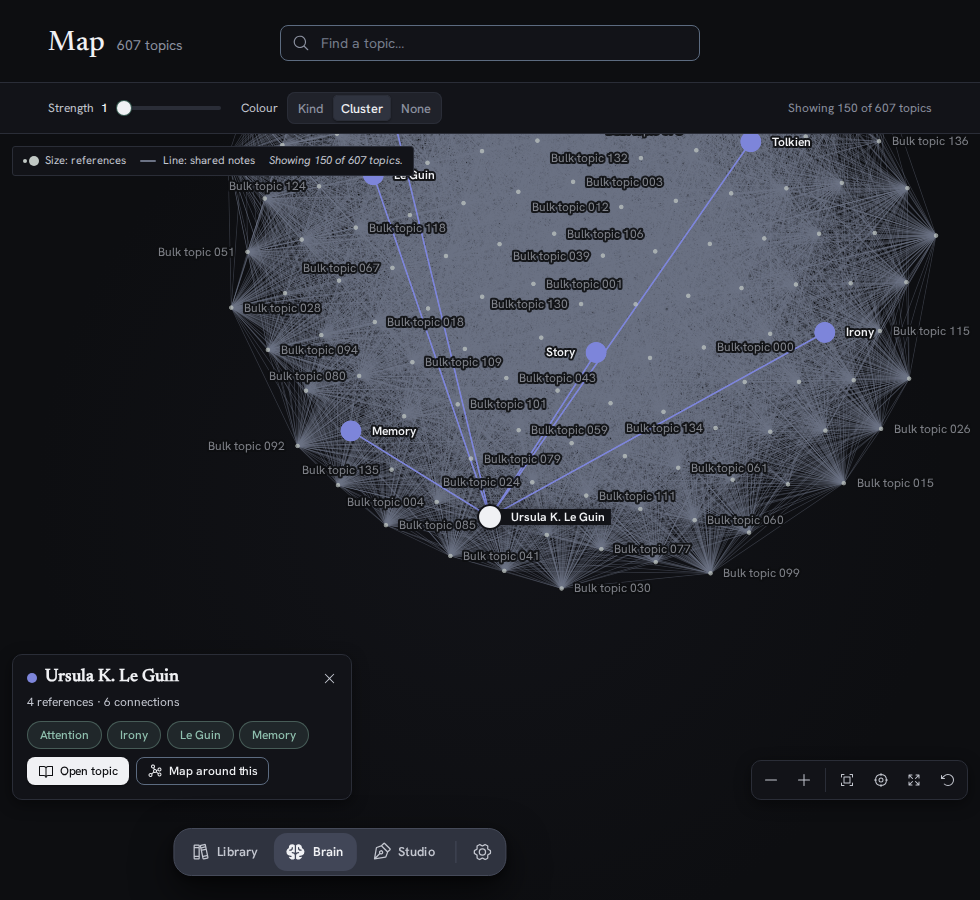 Map 607 topics
Find a topic...
Strength 1 Colour Kind Cluster None Showing 150 of 607 topics
Size: references Line: shared notes Showing 150 of 607 topics.
Tolkien
Bulk topic 136
Bulk topic 132
Le Guin
Bulk topic 003
Bulk topic 124
Bulk topic 012
Bulk topic 118
Bulk topic 106
Bulk topic 051
Bulk topic 039
Bulk topic 067
Bulk topic 001
Bulk topic 130
Bulk topic 028
Bulk topic 018
Irony
Bulk topic 115
Bulk topic 000
Bulk topic 094
Story
Bulk topic 109
Bulk topic 080
Bulk topic 043
Bulk topic 101
Bulk topic 134
Bulk topic 026
Memory
Bulk topic 059
Bulk topic 092
Bulk topic 079
Bulk topic 135
Bulk topic 061
Bulk topic 024
Bulk topic 015
Bulk topic 004
Bulk topic 111
Ursula K. Le Guin
Bulk topic 060
Bulk topic 085
Bulk topic 077
Bulk topic 041
Bulk topic 099
Bulk topic 030
Ursula K. Le Guin
4 references · 6 connections
Attention Irony Le Guin Memory
Open topic Map around this
Library Brain Studio